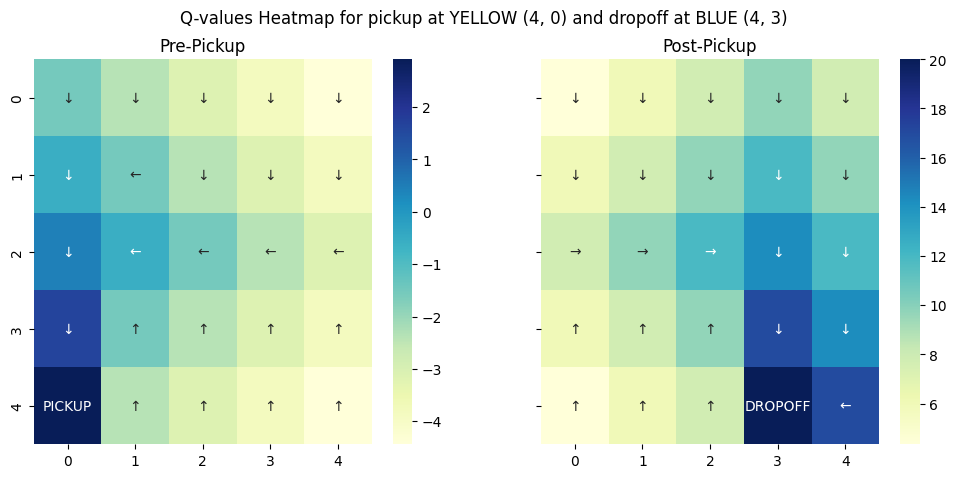 Q-values Heatmap for pickup at YELLOW (4, 0) and dropoff at BLUE (4, 3)
Pre-Pickup
0 ↓ ↓ ↓ ↓ ↓
1 ↓ ← ↓ ↓ ↓
2 ↓ ← ← ← ←
3 ↓ ↑ ↑ ↑ ↑
4 PICKUP ↑ ↑ ↑ ↑
0 1 2 3 4
2
1
0
−1
−2
−3
−4
Post-Pickup
↓ ↓ ↓ ↓ ↓
↓ ↓ ↓ ↓ ↓
→ → → ↓ ↓
↑ ↑ ↑ ↓ ↓
↑ ↑ ↑ DROPOFF ←
0 1 2 3 4
20
18
16
14
12
10
8
6